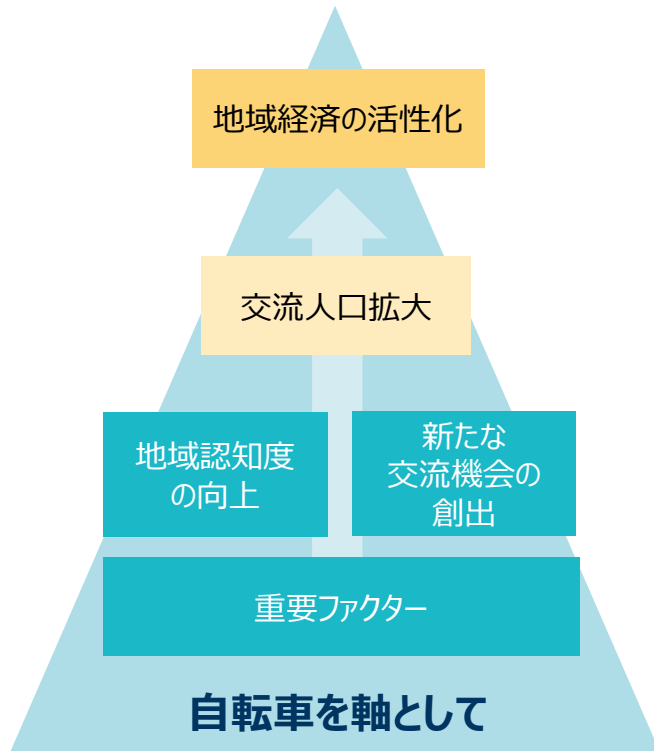 地域経済の活性化
交流人口拡大
地域認知度
の向上
新たな
交流機会の
創出
重要ファクター
自転車を軸として